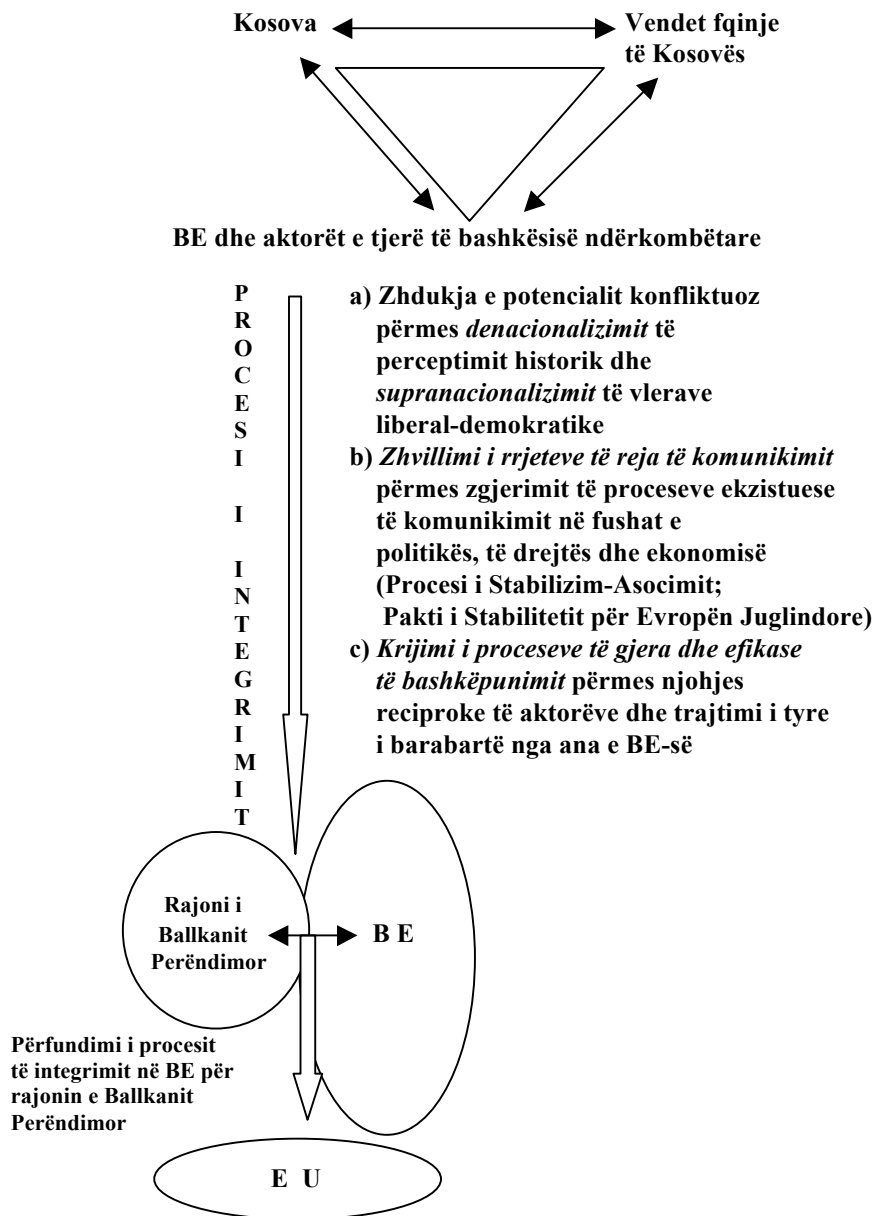 Kosova
Vendet fqinje
të Kosovës
BE dhe aktorët e tjerë të bashkësisë ndërkombëtare
P
R
O
C
E
S
I
I
I
N
T
E
G
R
I
M
I
T
a) Zhdukja e potencialit konfliktuoz
përmes denacionalizimit të
perceptimit historik dhe
supranacionalizimit të vlerave
liberal-demokratike
b) Zhvillimi i rrjeteve të reja të komunikimit
përmes zgjerimit të proceseve ekzistuese
të komunikimit në fushat e
politikës, të drejtës dhe ekonomisë
(Procesi i Stabilizim-Asocimit;
Pakti i Stabilitetit për Evropën Juglindore)
c) Krijimi i proceseve të gjera dhe efikase
të bashkëpunimit përmes njohjes
reciproke të aktorëve dhe trajtimi i tyre
i barabartë nga ana e BE-së
Rajoni i
Ballkanit
Perëndimor
B E
Përfundimi i procesit
të integrimit në BE për
rajonin e Ballkanit
Perëndimor
E U